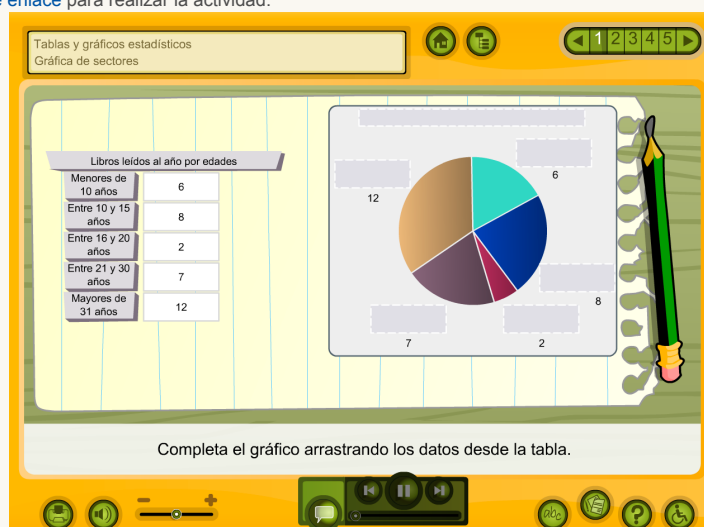 enlace para realizar la actividad.
Tablas y gráficos estadísticos
Gráfica de sectores
1 2 3 4 5
Libros leídos al año por edades
Menores de
10 años
6
Entre 10 y 15
años
8
Entre 16 y 20
años
2
Entre 21 y 30
años
7
Mayores de
31 años
12
6
12
8
7
2
Completa el gráfico arrastrando los datos desde la tabla.
abc
?